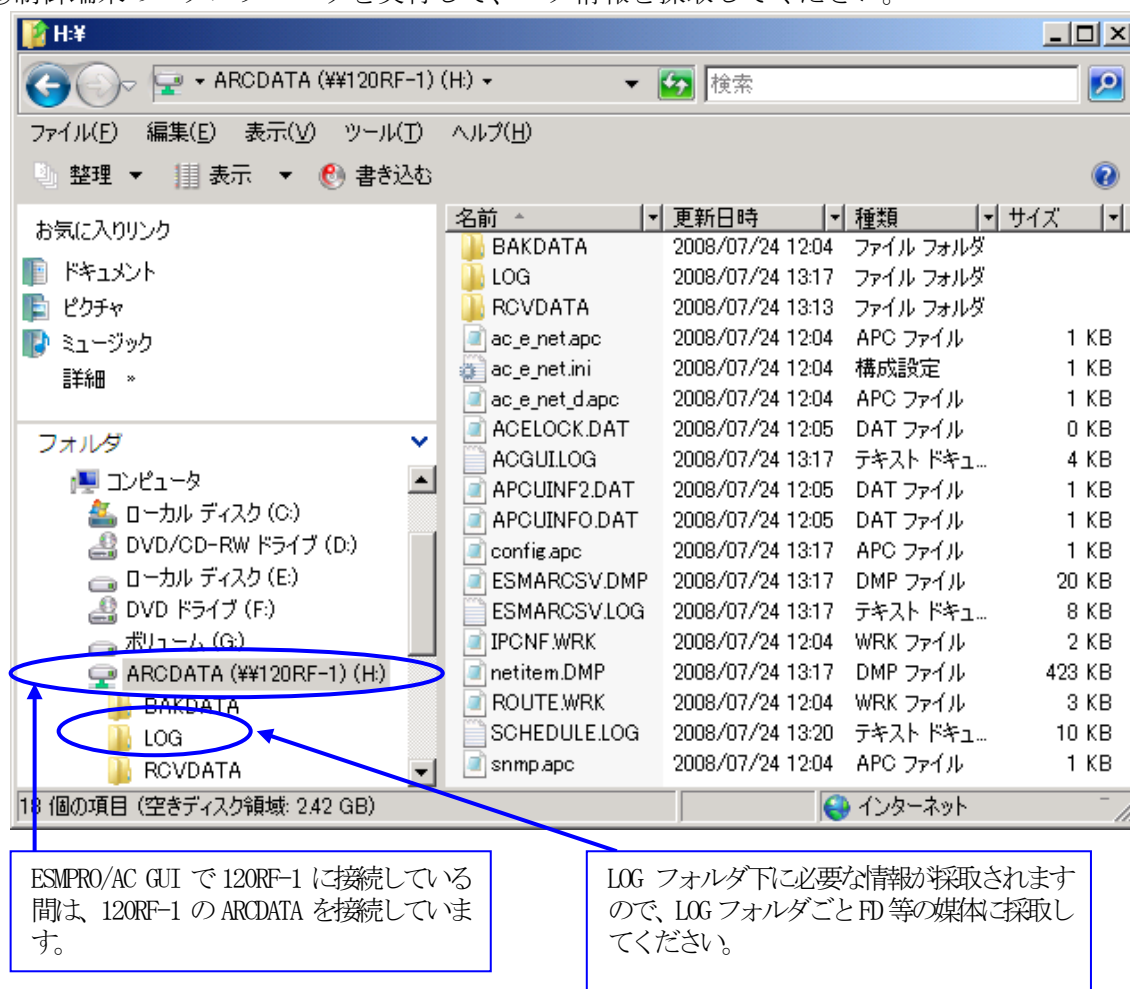 制御端末の
を実行して、
情報を採取してください。
H:¥
ARCDATA (¥¥120RF-1) (H:)
検索
ファイル(F) 編集(E) 表示(V) ツール(T) ヘルプ(H)
整理 表示 書き込む
お気に入りリンク
ドキュメント
ピクチャ
ミュージック
詳細 »
フォルダ
コンピュータ
ローカル ディスク (C:)
DVD/CD-RW ドライブ (D:)
ローカル ディスク (E:)
DVD ドライブ (F:)
ボリューム (G:)
ARCDATA (¥¥120RF-1) (H:)
BAKDATA
LOG
RCVDATA
名前 更新日時 種類 サイズ
BAKDATA 2008/07/24 12:04 ファイル フォルダ
LOG 2008/07/24 13:17 ファイル フォルダ
RCVDATA 2008/07/24 13:13 ファイル フォルダ
ac_e_net.apc 2008/07/24 12:04 APC ファイル 1 KB
ac_e_net.ini 2008/07/24 12:04 構成設定 1 KB
ac_e_net_d.apc 2008/07/24 12:04 APC ファイル 1 KB
ACELOCK.DAT 2008/07/24 12:05 DAT ファイル 0 KB
ACGUI.LOG 2008/07/24 13:17 テキスト ドキュ... 4 KB
APCUINF2.DAT 2008/07/24 12:05 DAT ファイル 1 KB
APCUINFO.DAT 2008/07/24 12:05 DAT ファイル 1 KB
config.apc 2008/07/24 13:17 APC ファイル 1 KB
ESMARCSV.DMP 2008/07/24 13:17 DMP ファイル 20 KB
ESMARCSV.LOG 2008/07/24 13:17 テキスト ドキュ... 8 KB
IPCNF.WRK 2008/07/24 12:04 WRK ファイル 2 KB
netitem.DMP 2008/07/24 13:17 DMP ファイル 423 KB
ROUTE.WRK 2008/07/24 12:04 WRK ファイル 3 KB
SCHEDULE.LOG 2008/07/24 13:20 テキスト ドキュ... 10 KB
snmp.apc 2008/07/24 12:04 APC ファイル 1 KB
18 個の項目 (空きディスク領域: 2.42 GB)
インターネット
ESMPRO/AC GUI で 120RF-1 に接続している
間は、120RF-1 の ARCDATA を接続していま
す。
LOG フォルダ下に必要な情報が採取されます
ので、LOG フォルダごと FD 等の媒体に採取し
てください。